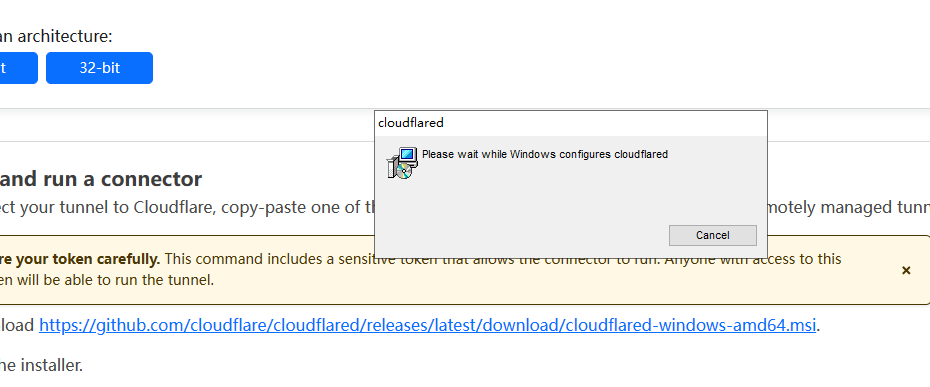 an architecture:
t
32-bit
cloudflared
Please wait while Windows configures cloudflared
and run a connector
ect your tunnel to Cloudflare, copy-paste one of th motely managed tunn
Cancel
re your token carefully. This command includes a sensitive token that allows the connector to run. Anyone with access to this
en will be able to run the tunnel.
load https://github.com/cloudflare/cloudflared/releases/latest/download/cloudflared-windows-amd64.msi.
he installer.